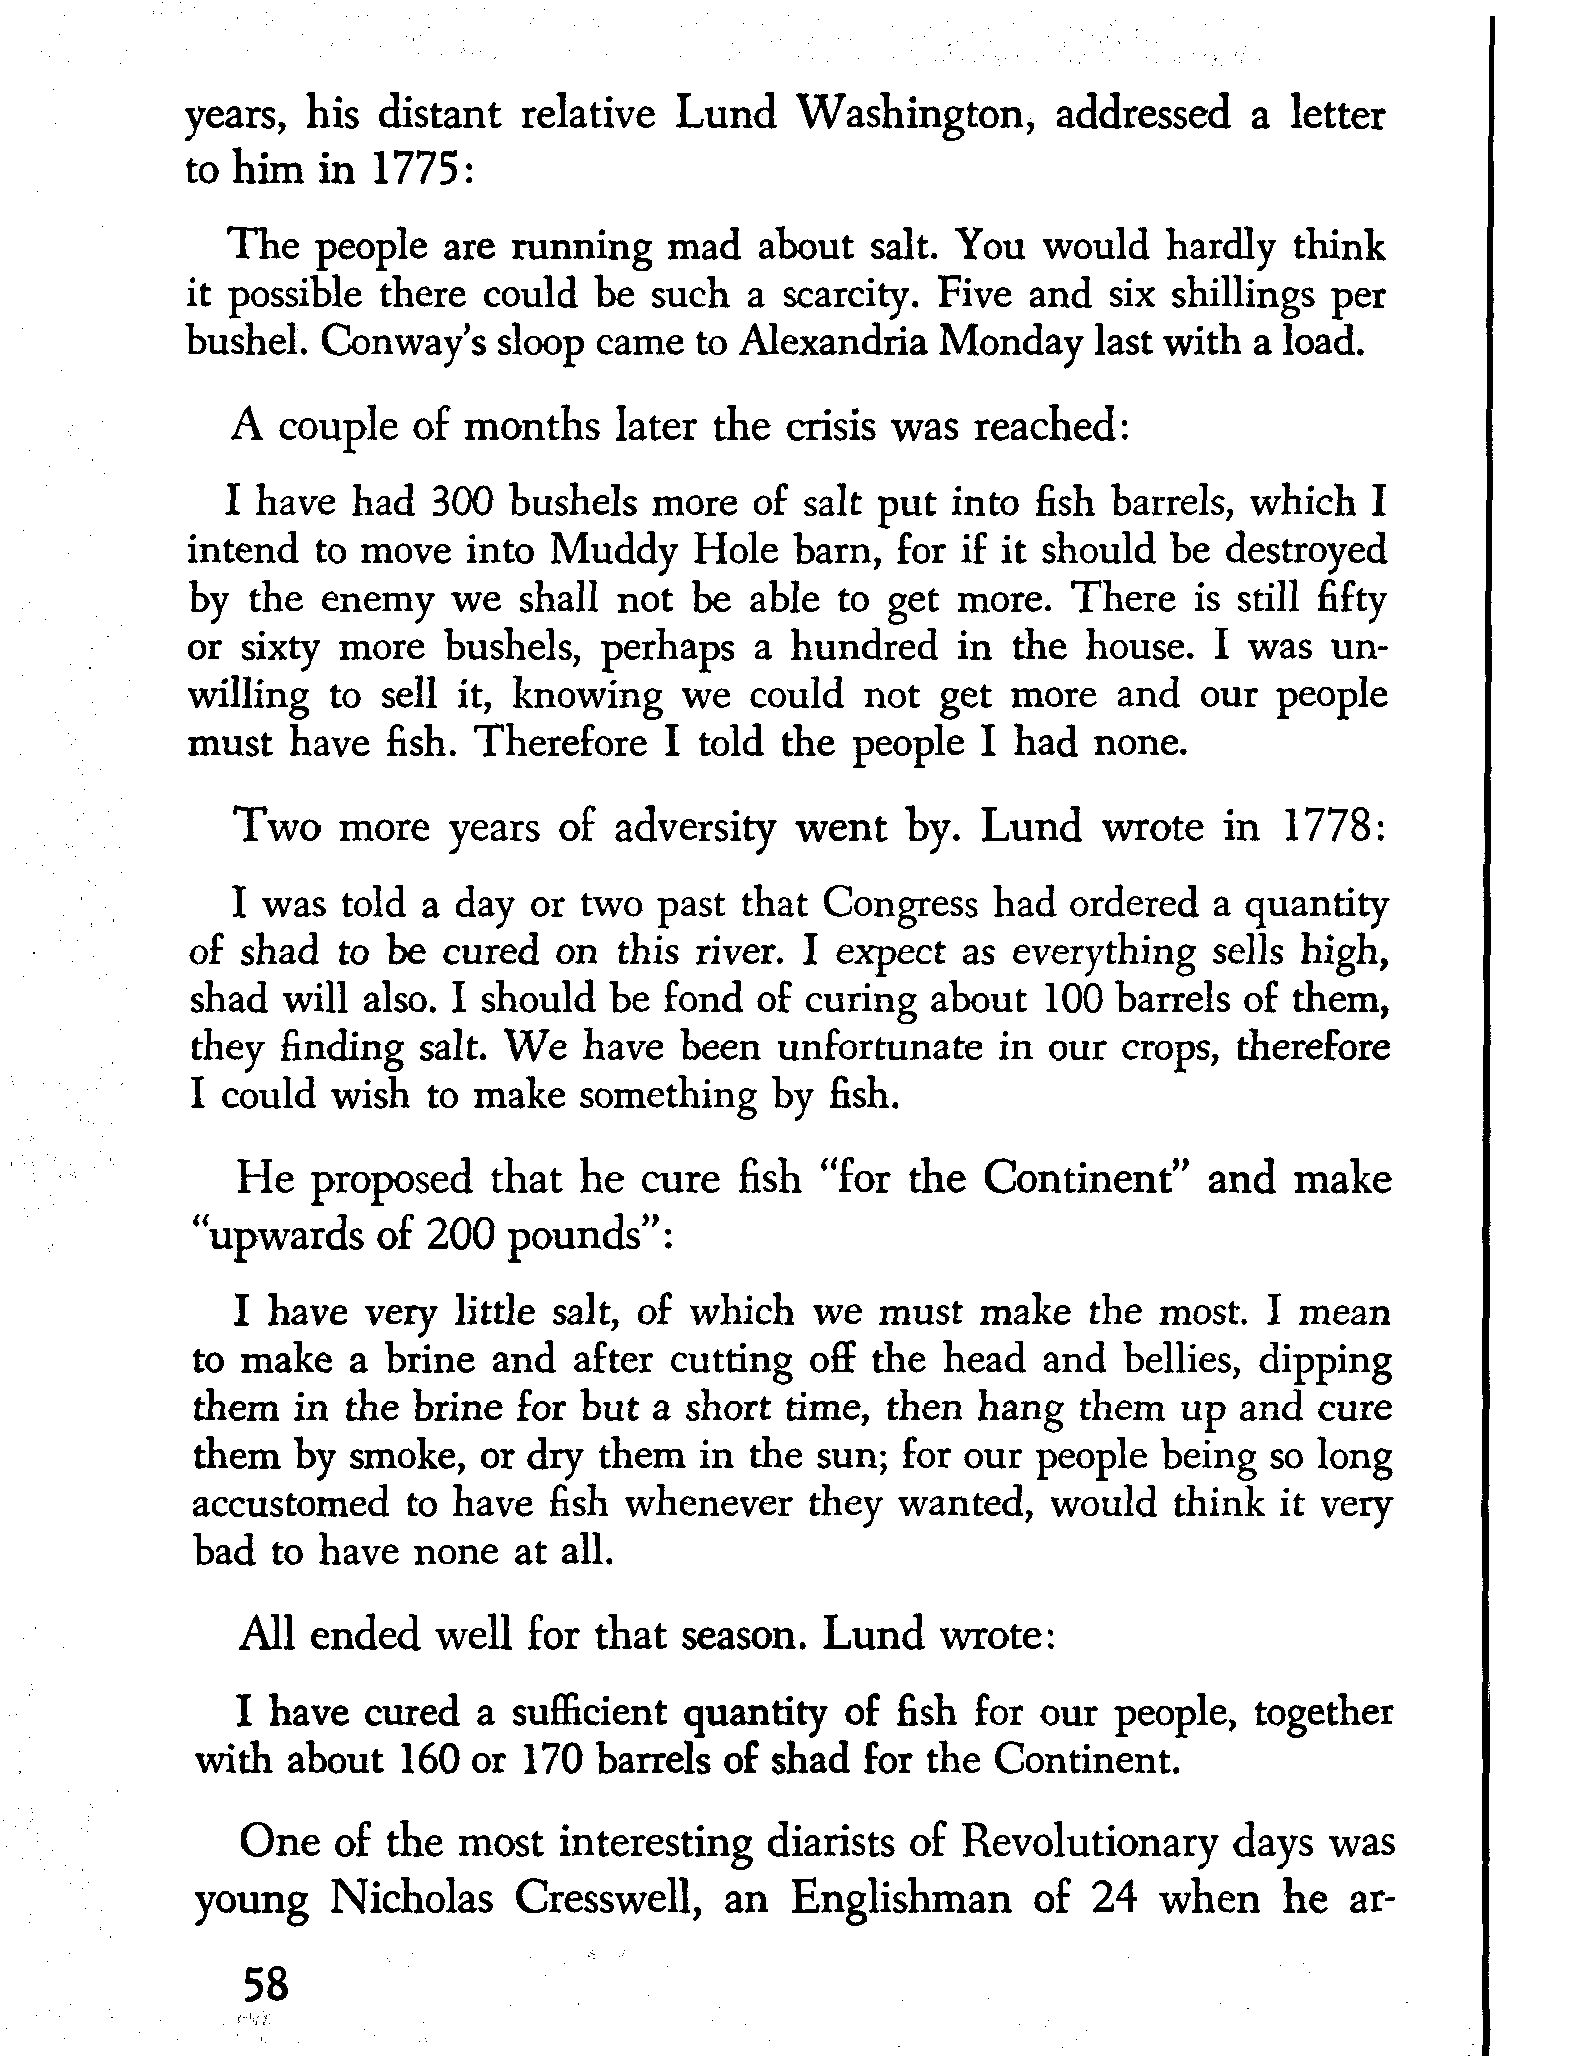 years, his distant relative Lund Washington, addressed a letter
to him in 1775:
The people are running mad about salt. You would hardly think
it possible there could be such a scarcity. Five and six shillings per
bushel. Conway's sloop came to Alexandria Monday last with a load.
A couple of months later the crisis was reached:
I have had 300 bushels more of salt put into fish barrels, which I
intend to move into Muddy Hole barn, for if it should be destroyed
by the enemy we shall not be able to get more. There is still fifty
or sixty more bushels, perhaps a hundred in the house. I was un-
willing to sell it, knowing we could not get more and our people
must have fish. Therefore I told the people I had none.
Two more years of adversity went by. Lund wrote in 1778:
I was told a day or two past that Congress had ordered a quantity
of shad to be cured on this river. I expect as everything sells high,
shad will also. I should be fond of curing about 100 barrels of them,
they finding salt. We have been unfortunate in our crops, therefore
I could wish to make something by fish.
He proposed that he cure fish "for the Continent" and make
"upwards of 200 pounds":
I have very little salt, of which we must make the most. I mean
to make a brine and after cutting off the head and bellies, dipping
them in the brine for but a short time, then hang them up and cure
them by smoke, or dry them in the sun; for our people being so long
accustomed to have fish whenever they wanted, would think it very
bad to have none at all.
All ended well for that season. Lund wrote:
I have cured a sufficient quantity of fish for our people, together
with about 160 or 170 barrels of shad for the Continent.
One of the most interesting diarists of Revolutionary days was
young Nicholas Cresswell, an Englishman of 24 when he ar-
58